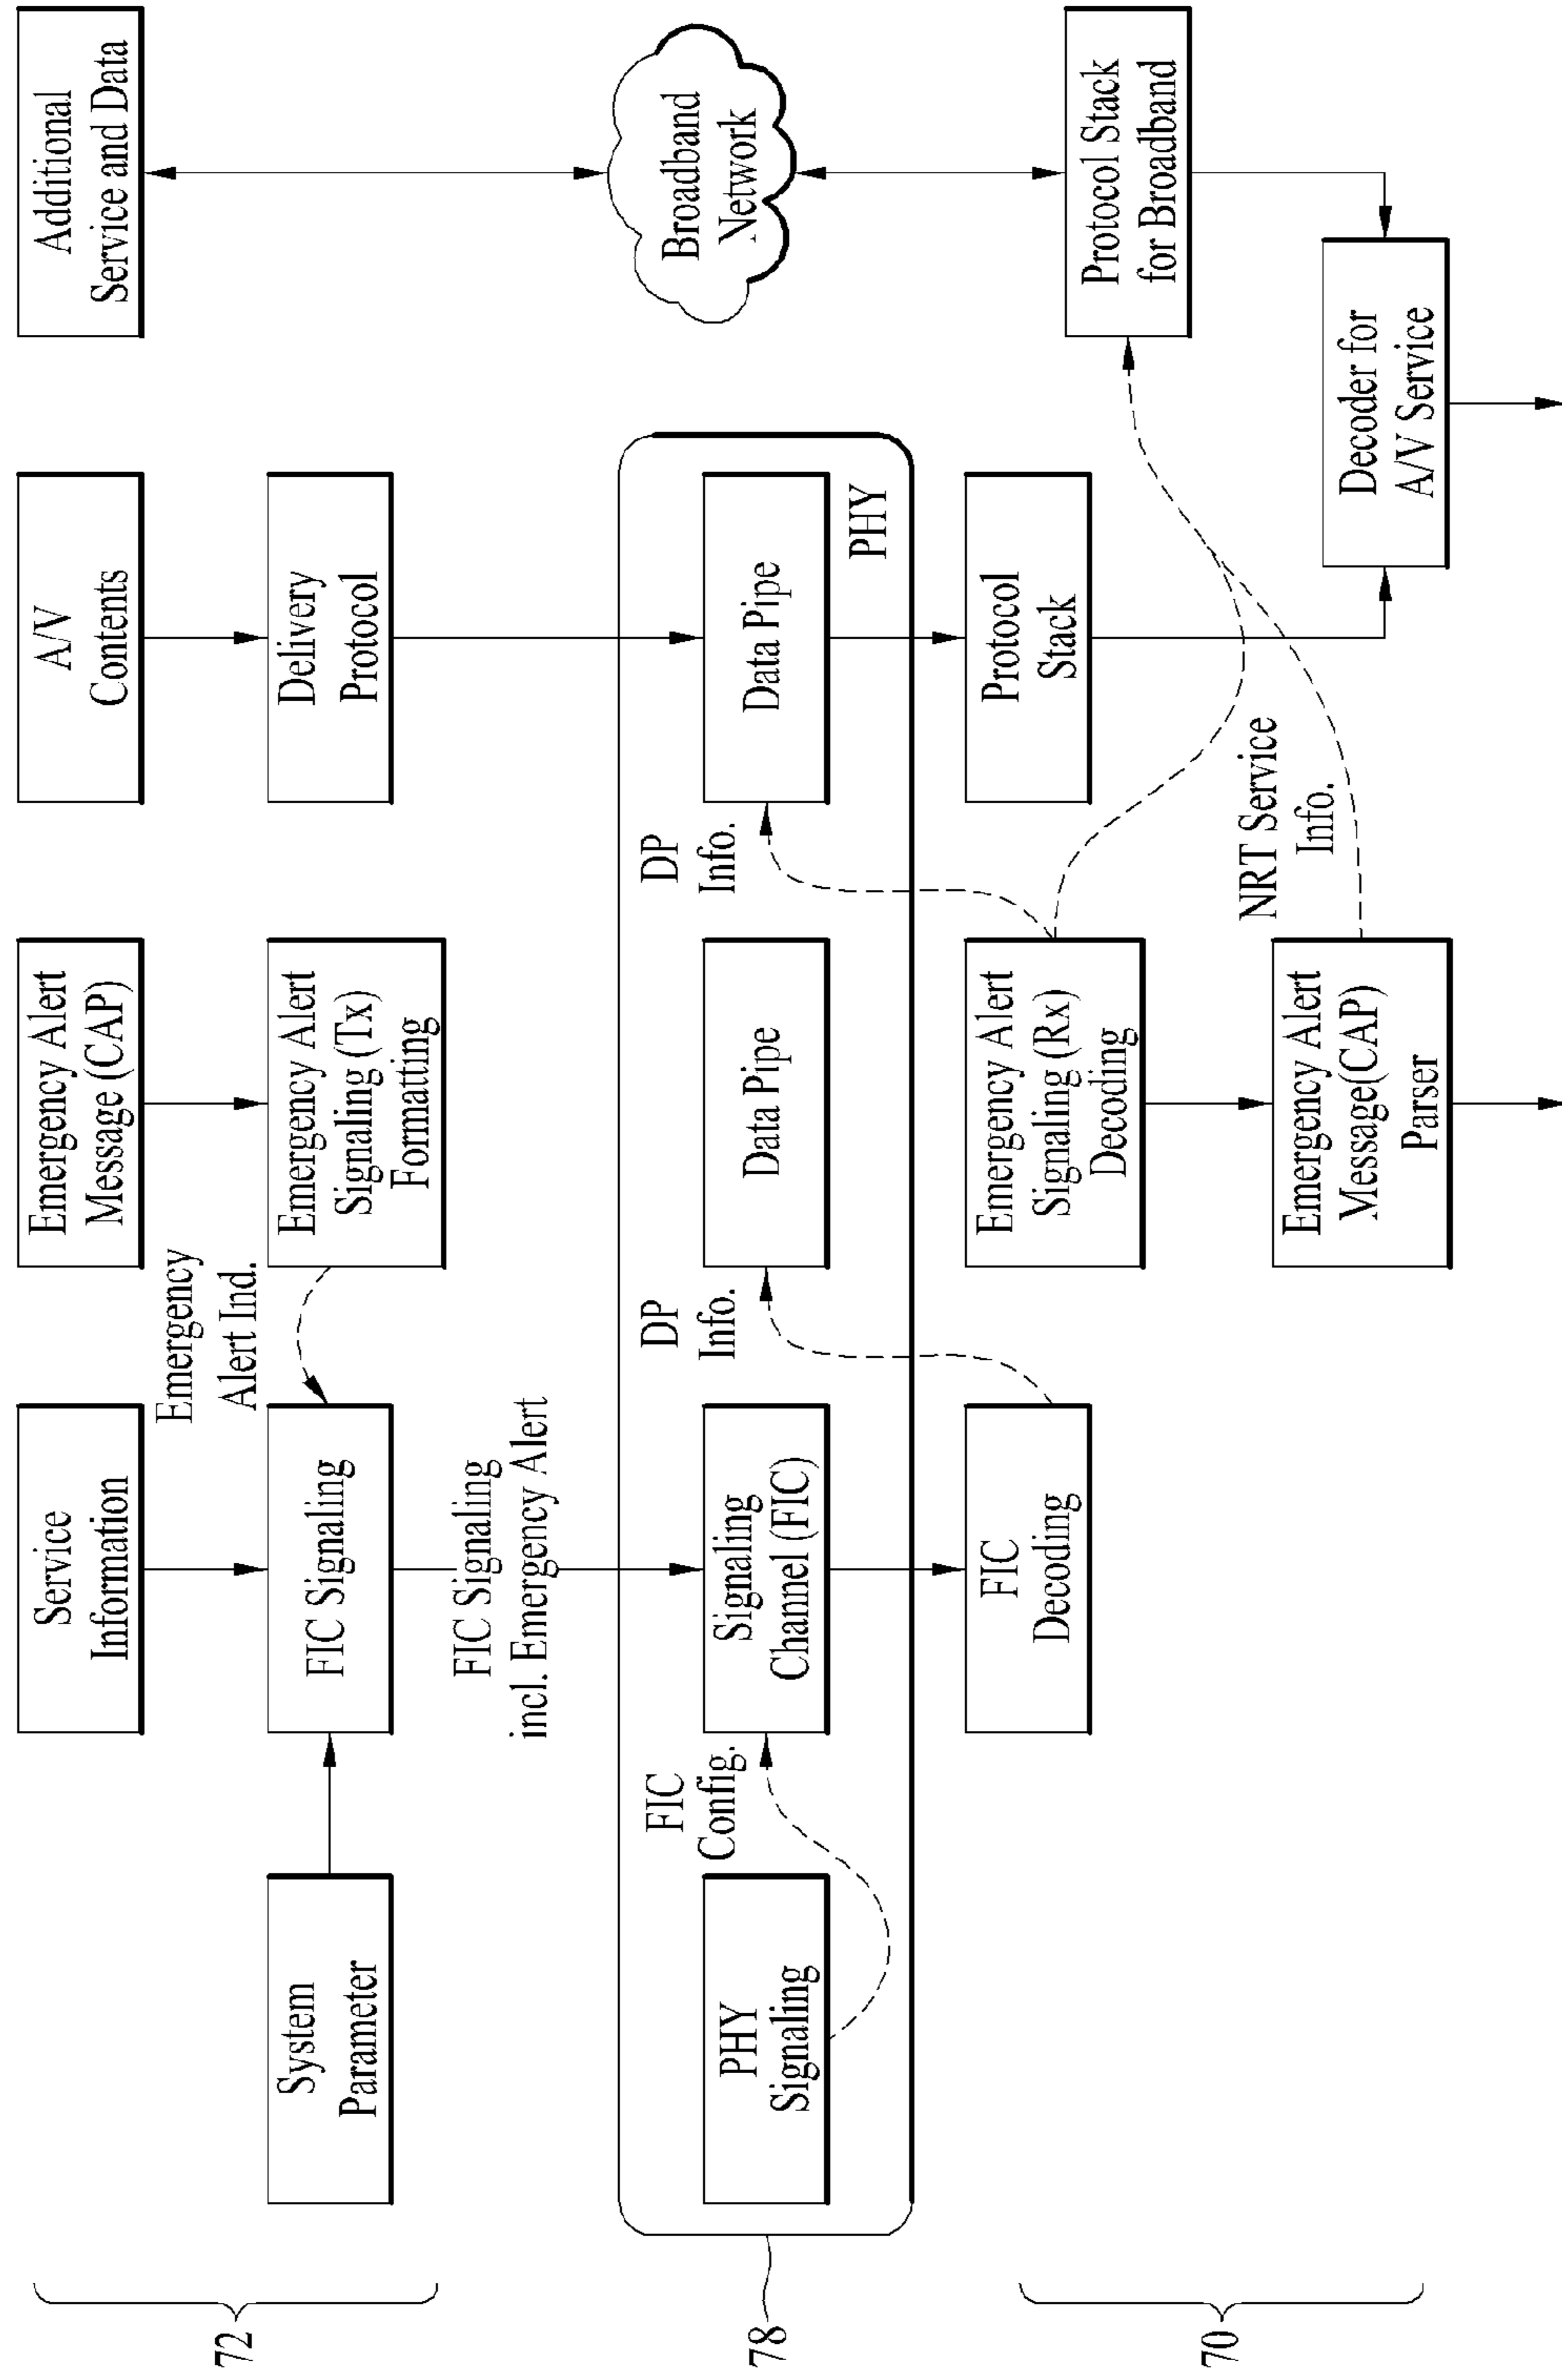 72
Service
Information
Emergency Alert
Message (CAP)
A/V
Contents
Additional
Service and Data
Emergency
Alert Ind.
System
Parameter
FIC Signaling
Emergency Alert
Signaling (Tx)
Formatting
Delivery
Protocol
FIC Signaling
incl. Emergency Alert
78
PHY
Signaling
FIC
Config.
Signaling
Channel (FIC)
DP
Info.
Data Pipe
DP
Info.
Data Pipe
PHY
Broadband
Network
70
FIC
Decoding
Emergency Alert
Signaling (Rx)
Decoding
Protocol
Stack
Protocol Stack
for Broadband
NRT Service
Info.
Emergency Alert
Message(CAP)
Parser
Decoder for
A/V Service